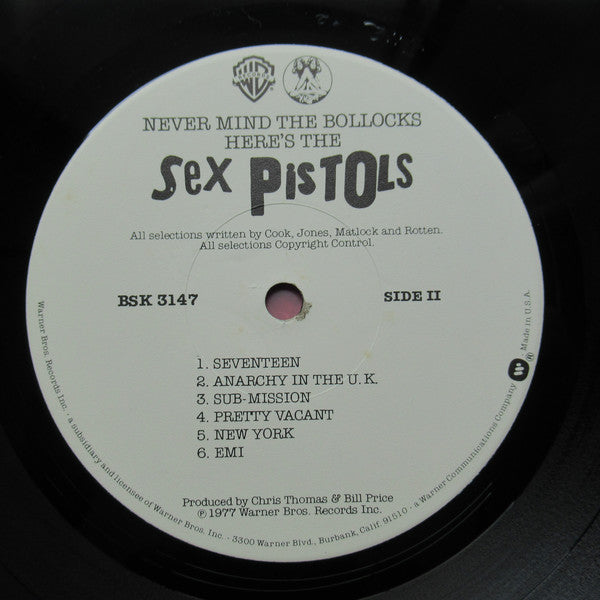 WB
RECORDS
NEVER MIND THE BOLLOCKS
HERE'S THE
Sex PisTOLs
All selections written by Cook, Jones, Matlock and Rotten.
All selections Copyright Control.
BSK 3147
SIDE II
1. SEVENTEEN
2. ANARCHY IN THE U.K.
3. SUB-MISSION
4. PRETTY VACANT
5. NEW YORK
6. EMI
Produced by Chris Thomas & Bill Price
℗ 1977 Warner Bros. Records Inc.
Warner Bros. Records Inc. · a subsidiary and licensee of Warner Bros. Inc. · 3300 Warner Blvd., Burbank, Calif. 91510 · a Warner Communications Company ® Made in U.S.A.